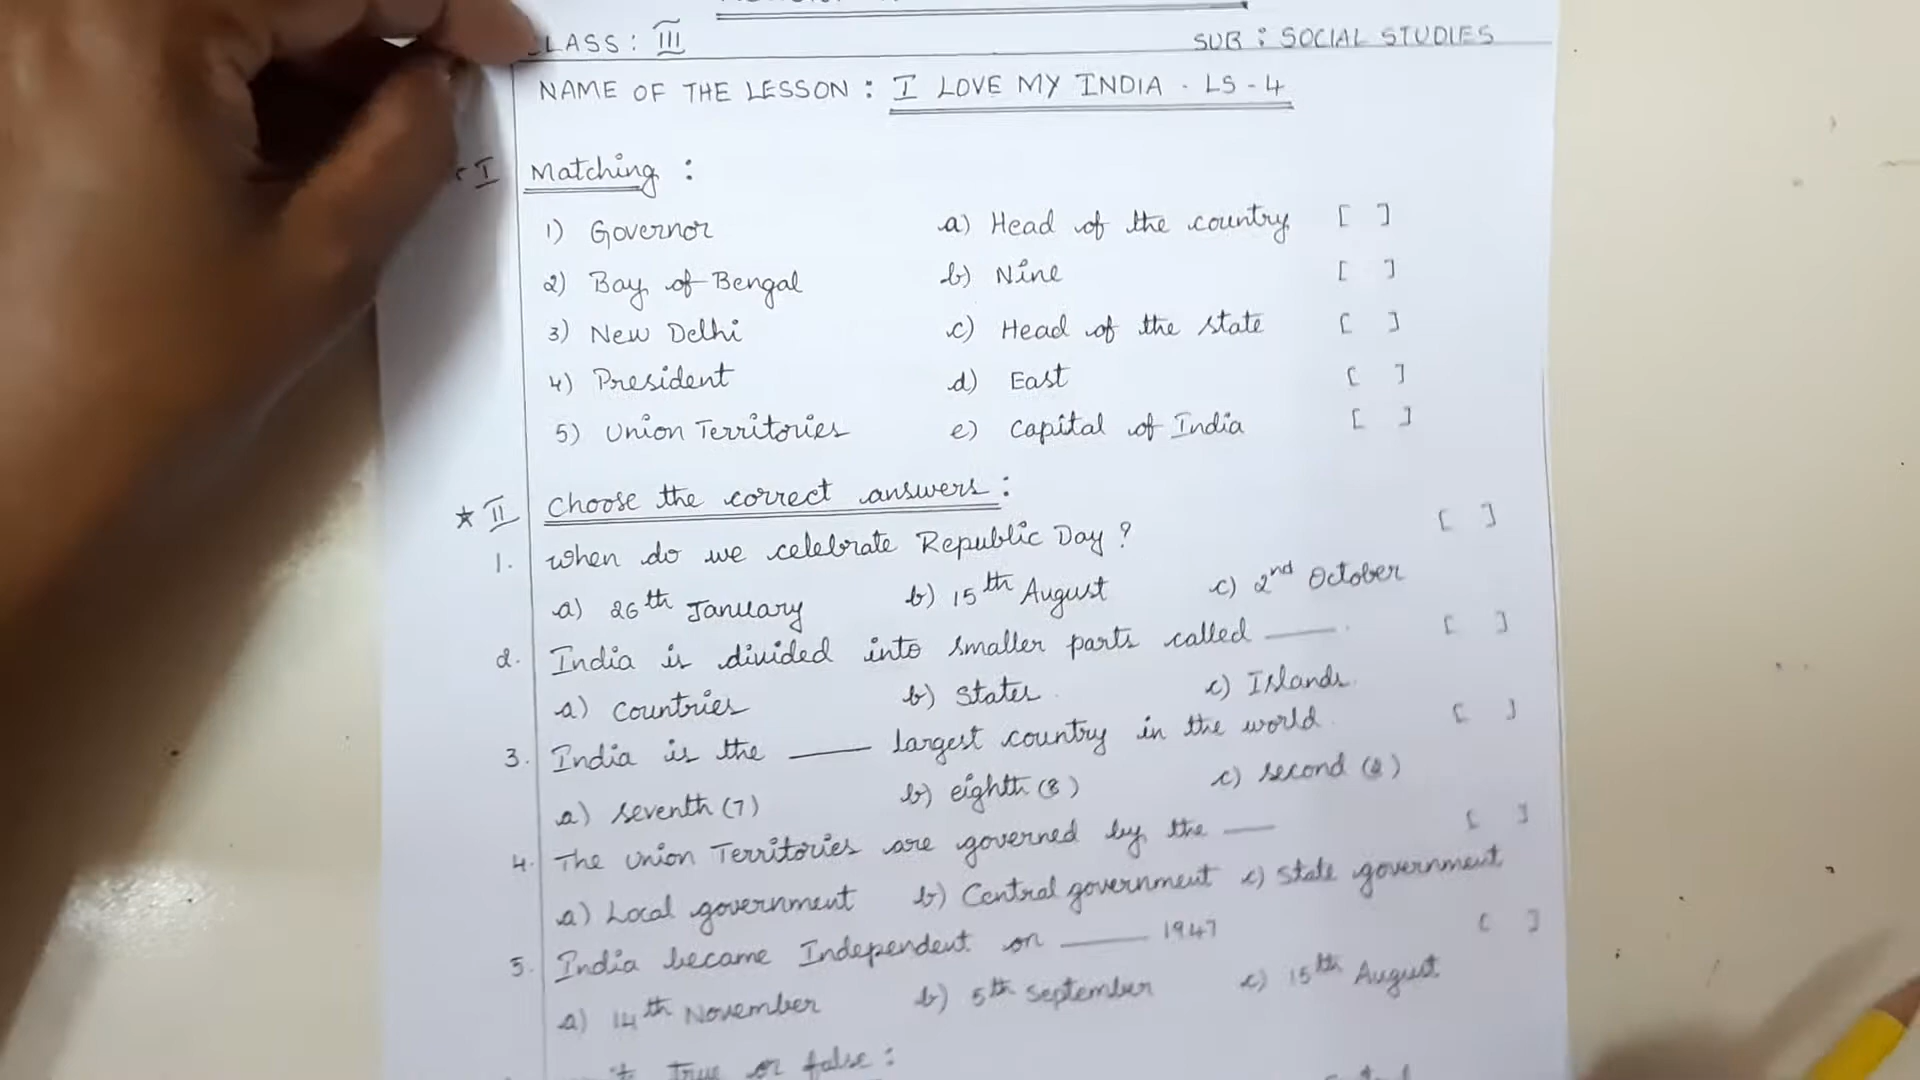 CLASS: III SUB: SOCIAL STUDIES
NAME OF THE LESSON: I LOVE MY INDIA - LS-4
I Matching:
1) Governor a) Head of the country [ ]
2) Bay of Bengal b) Nine [ ]
3) New Delhi c) Head of the state [ ]
4) President d) East [ ]
5) Union Territories e) Capital of India [ ]
★ II Choose the correct answers:
1. When do we celebrate Republic Day? [ ]
a) 26th January b) 15th August c) 2nd October
2. India is divided into smaller parts called ——. [ ]
a) Countries b) States c) Islands.
3. India is the —— largest country in the world. [ ]
a) Seventh (7) b) eighth (8) c) second (2)
4. The Union Territories are governed by the —— [ ]
a) Local government b) Central government c) State government
5. India became Independent on —— 1947 [ ]
a) 14th November b) 5th September c) 15th August
True or false: